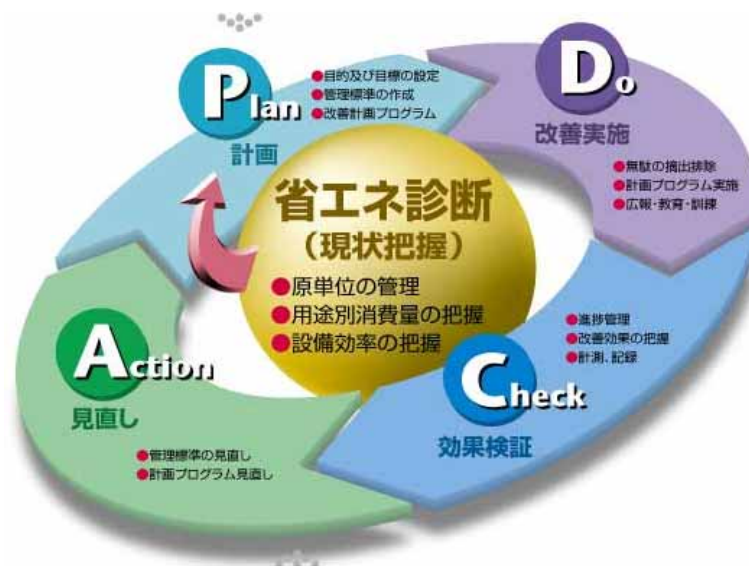 Plan
計画
●目的及び目標の設定
●管理標準の作成
●改善計画プログラム
Do
改善実施
●無駄の摘出排除
●計画プログラム実施
●広報・教育・訓練
省エネ診断
（現状把握）
●原単位の管理
●用途別消費量の把握
●設備効率の把握
Check
効果検証
●進捗管理
●改善効果の把握
●計測、記録
Action
見直し
●管理標準の見直し
●計画プログラム見直し